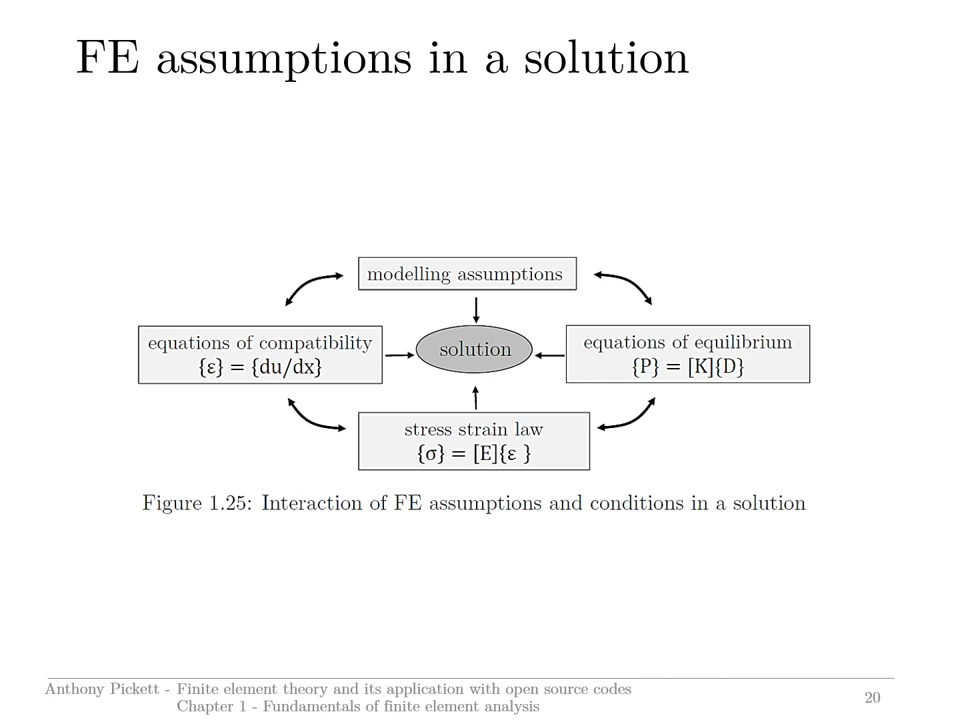 FE assumptions in a solution
modelling assumptions
equations of compatibility
{ε} = {du/dx}
solution
equations of equilibrium
{P} = [K]{D}
stress strain law
{σ} = [E]{ε }
Figure 1.25: Interaction of FE assumptions and conditions in a solution
Anthony Pickett - Finite element theory and its application with open source codes
Chapter 1 - Fundamentals of finite element analysis
20